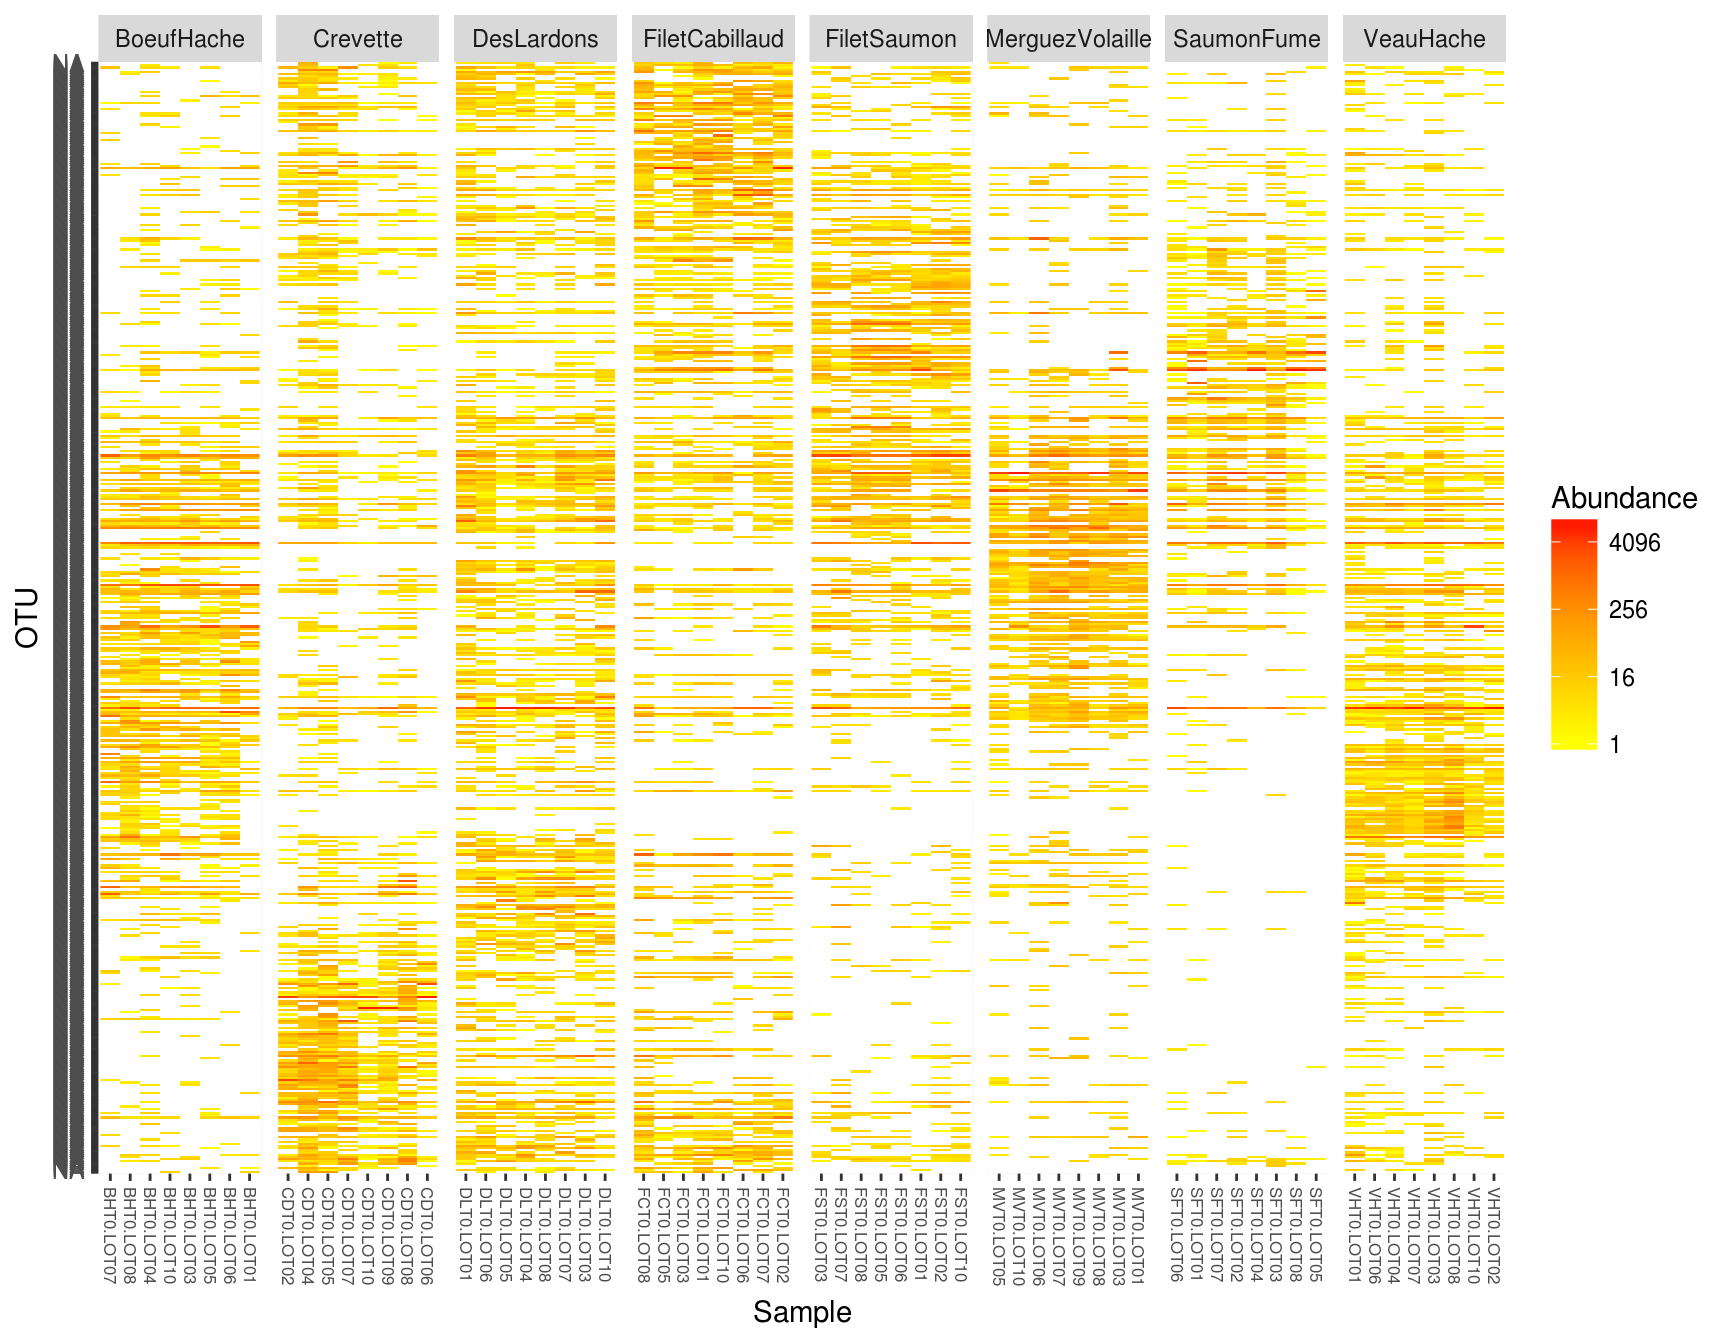 BoeufHache Crevette DesLardons FiletCabillaud FiletSaumon MerguezVolaille SaumonFume VeauHache
OTU
Abundance
4096
256
16
1
BHT0.LOT07 BHT0.LOT08 BHT0.LOT04 BHT0.LOT10 BHT0.LOT03 BHT0.LOT05 BHT0.LOT06 BHT0.LOT01 CDT0.LOT02 CDT0.LOT04 CDT0.LOT05 CDT0.LOT07 CDT0.LOT10 CDT0.LOT09 CDT0.LOT08 CDT0.LOT06 DLT0.LOT01 DLT0.LOT06 DLT0.LOT05 DLT0.LOT04 DLT0.LOT08 DLT0.LOT07 DLT0.LOT03 DLT0.LOT10 FCT0.LOT08 FCT0.LOT05 FCT0.LOT03 FCT0.LOT01 FCT0.LOT10 FCT0.LOT06 FCT0.LOT07 FCT0.LOT02 FST0.LOT03 FST0.LOT07 FST0.LOT08 FST0.LOT05 FST0.LOT06 FST0.LOT01 FST0.LOT02 FST0.LOT10 MVT0.LOT05 MVT0.LOT10 MVT0.LOT06 MVT0.LOT07 MVT0.LOT09 MVT0.LOT08 MVT0.LOT03 MVT0.LOT01 SFT0.LOT06 SFT0.LOT01 SFT0.LOT07 SFT0.LOT02 SFT0.LOT04 SFT0.LOT03 SFT0.LOT08 SFT0.LOT05 VHT0.LOT01 VHT0.LOT06 VHT0.LOT04 VHT0.LOT07 VHT0.LOT03 VHT0.LOT08 VHT0.LOT10 VHT0.LOT02
Sample